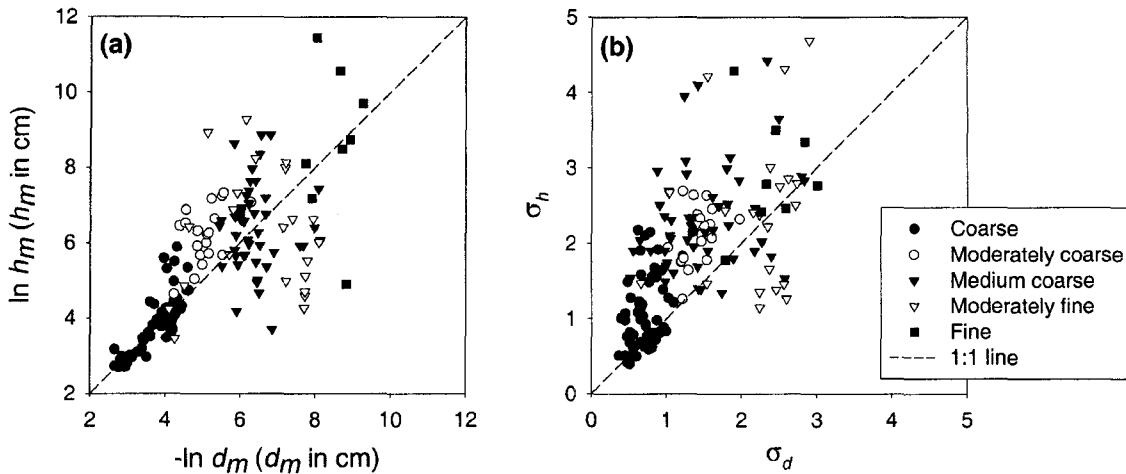 (a)
12
10
8
6
4
2
2 4 6 8 10 12
ln h_m (h_m in cm)
-ln d_m (d_m in cm)
(b)
5
4
3
2
1
0
0 1 2 3 4 5
σ_h
σ_d
Coarse
Moderately coarse
Medium coarse
Moderately fine
Fine
1:1 line